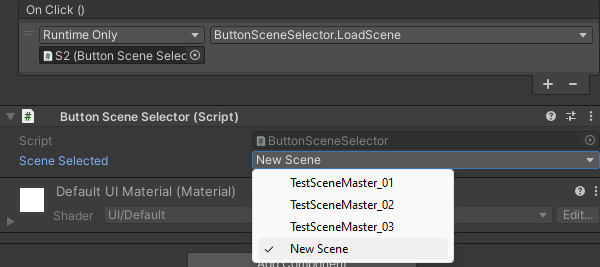 On Click ()
Runtime Only
ButtonSceneSelector.LoadScene
S2 (Button Scene Selec
Button Scene Selector (Script)
Script
ButtonSceneSelector
Scene Selected
New Scene
TestSceneMaster_01
TestSceneMaster_02
TestSceneMaster_03
✓ New Scene
Default UI Material (Material)
Shader
UI/Default
Edit...
Add Component